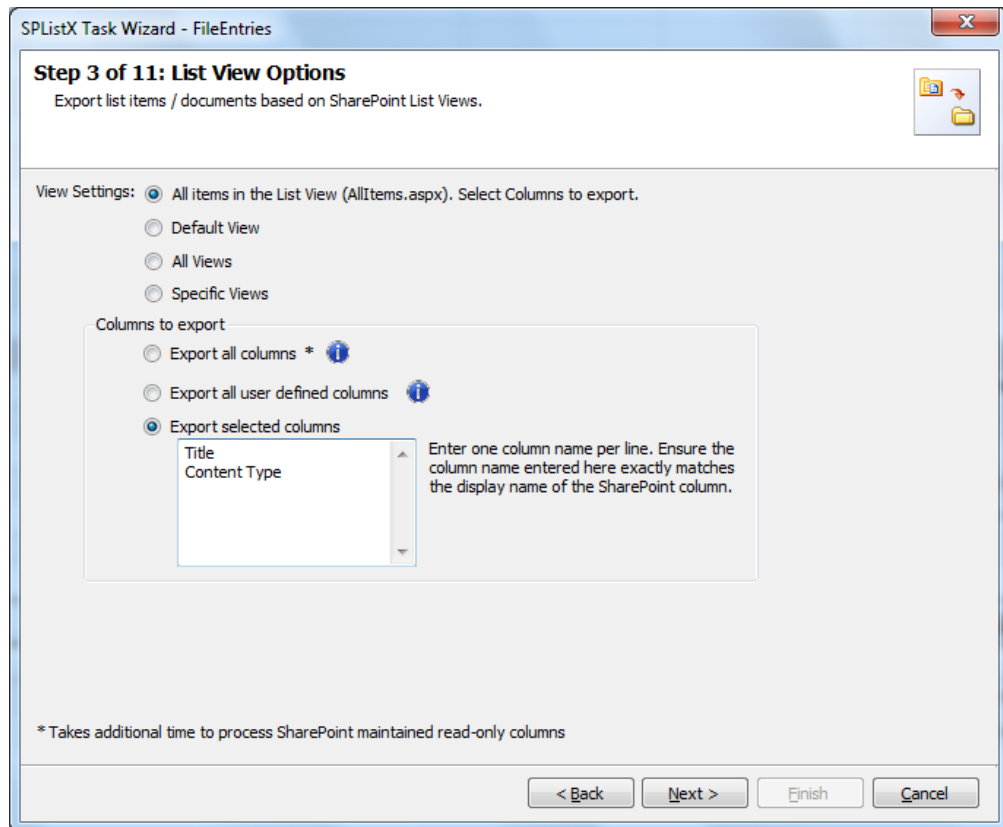 SPListX Task Wizard - FileEntries
Step 3 of 11: List View Options
Export list items / documents based on SharePoint List Views.
View Settings: All items in the List View (AllItems.aspx). Select Columns to export.
Default View
All Views
Specific Views
Columns to export
Export all columns *
Export all user defined columns
Export selected columns
Title
Content Type
Enter one column name per line. Ensure the
column name entered here exactly matches
the display name of the SharePoint column.
* Takes additional time to process SharePoint maintained read-only columns
< Back Next > Finish Cancel